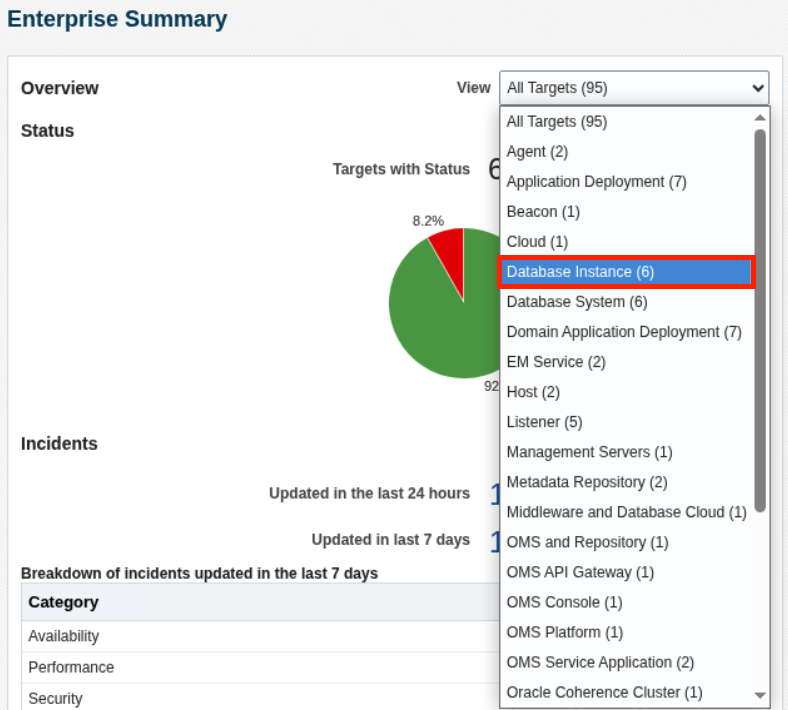 Enterprise Summary
Overview
View All Targets (95)
All Targets (95)
Agent (2)
Application Deployment (7)
Beacon (1)
Cloud (1)
Database Instance (6)
Database System (6)
Domain Application Deployment (7)
EM Service (2)
Host (2)
Listener (5)
Management Servers (1)
Metadata Repository (2)
Middleware and Database Cloud (1)
OMS and Repository (1)
OMS API Gateway (1)
OMS Console (1)
OMS Platform (1)
OMS Service Application (2)
Oracle Coherence Cluster (1)
Status
Targets with Status 6
8.2%
92
Incidents
Updated in the last 24 hours 1
Updated in last 7 days 1
Breakdown of incidents updated in the last 7 days
Category
Availability
Performance
Security